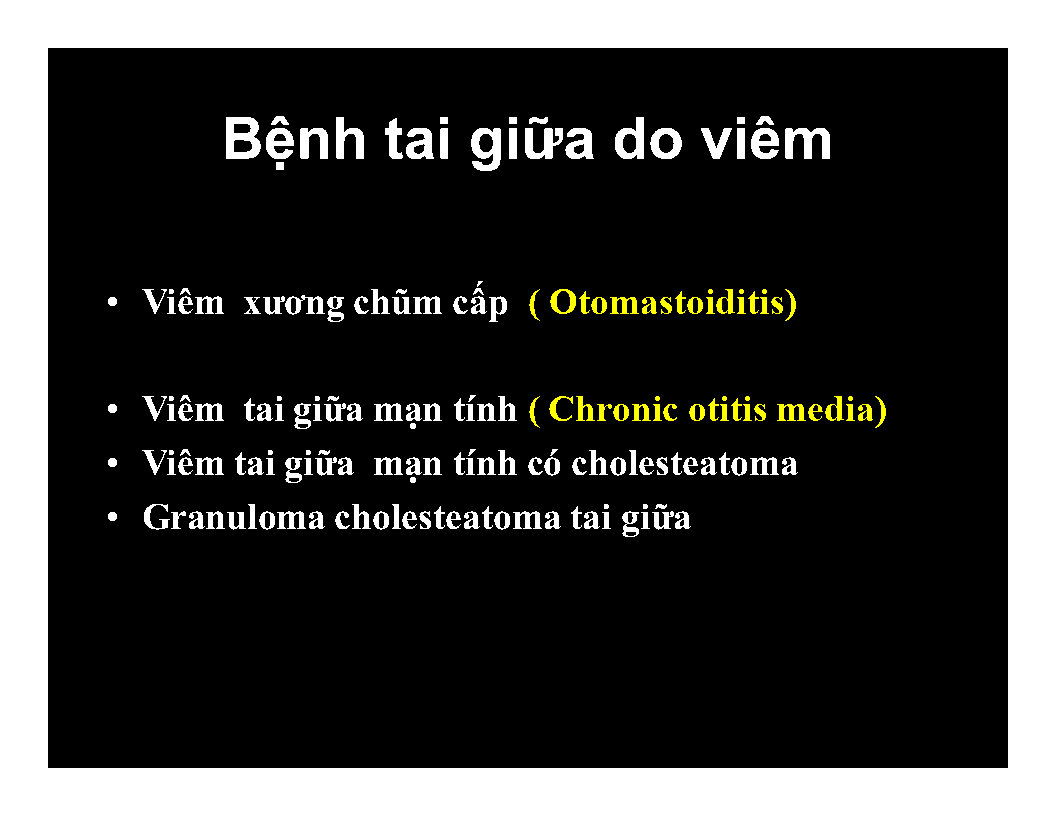 Bệnh tai giữa do viêm
• Viêm xương chũm cấp ( Otomastoiditis)
• Viêm tai giữa mạn tính ( Chronic otitis media)
• Viêm tai giữa mạn tính có cholesteatoma
• Granuloma cholesteatoma tai giữa